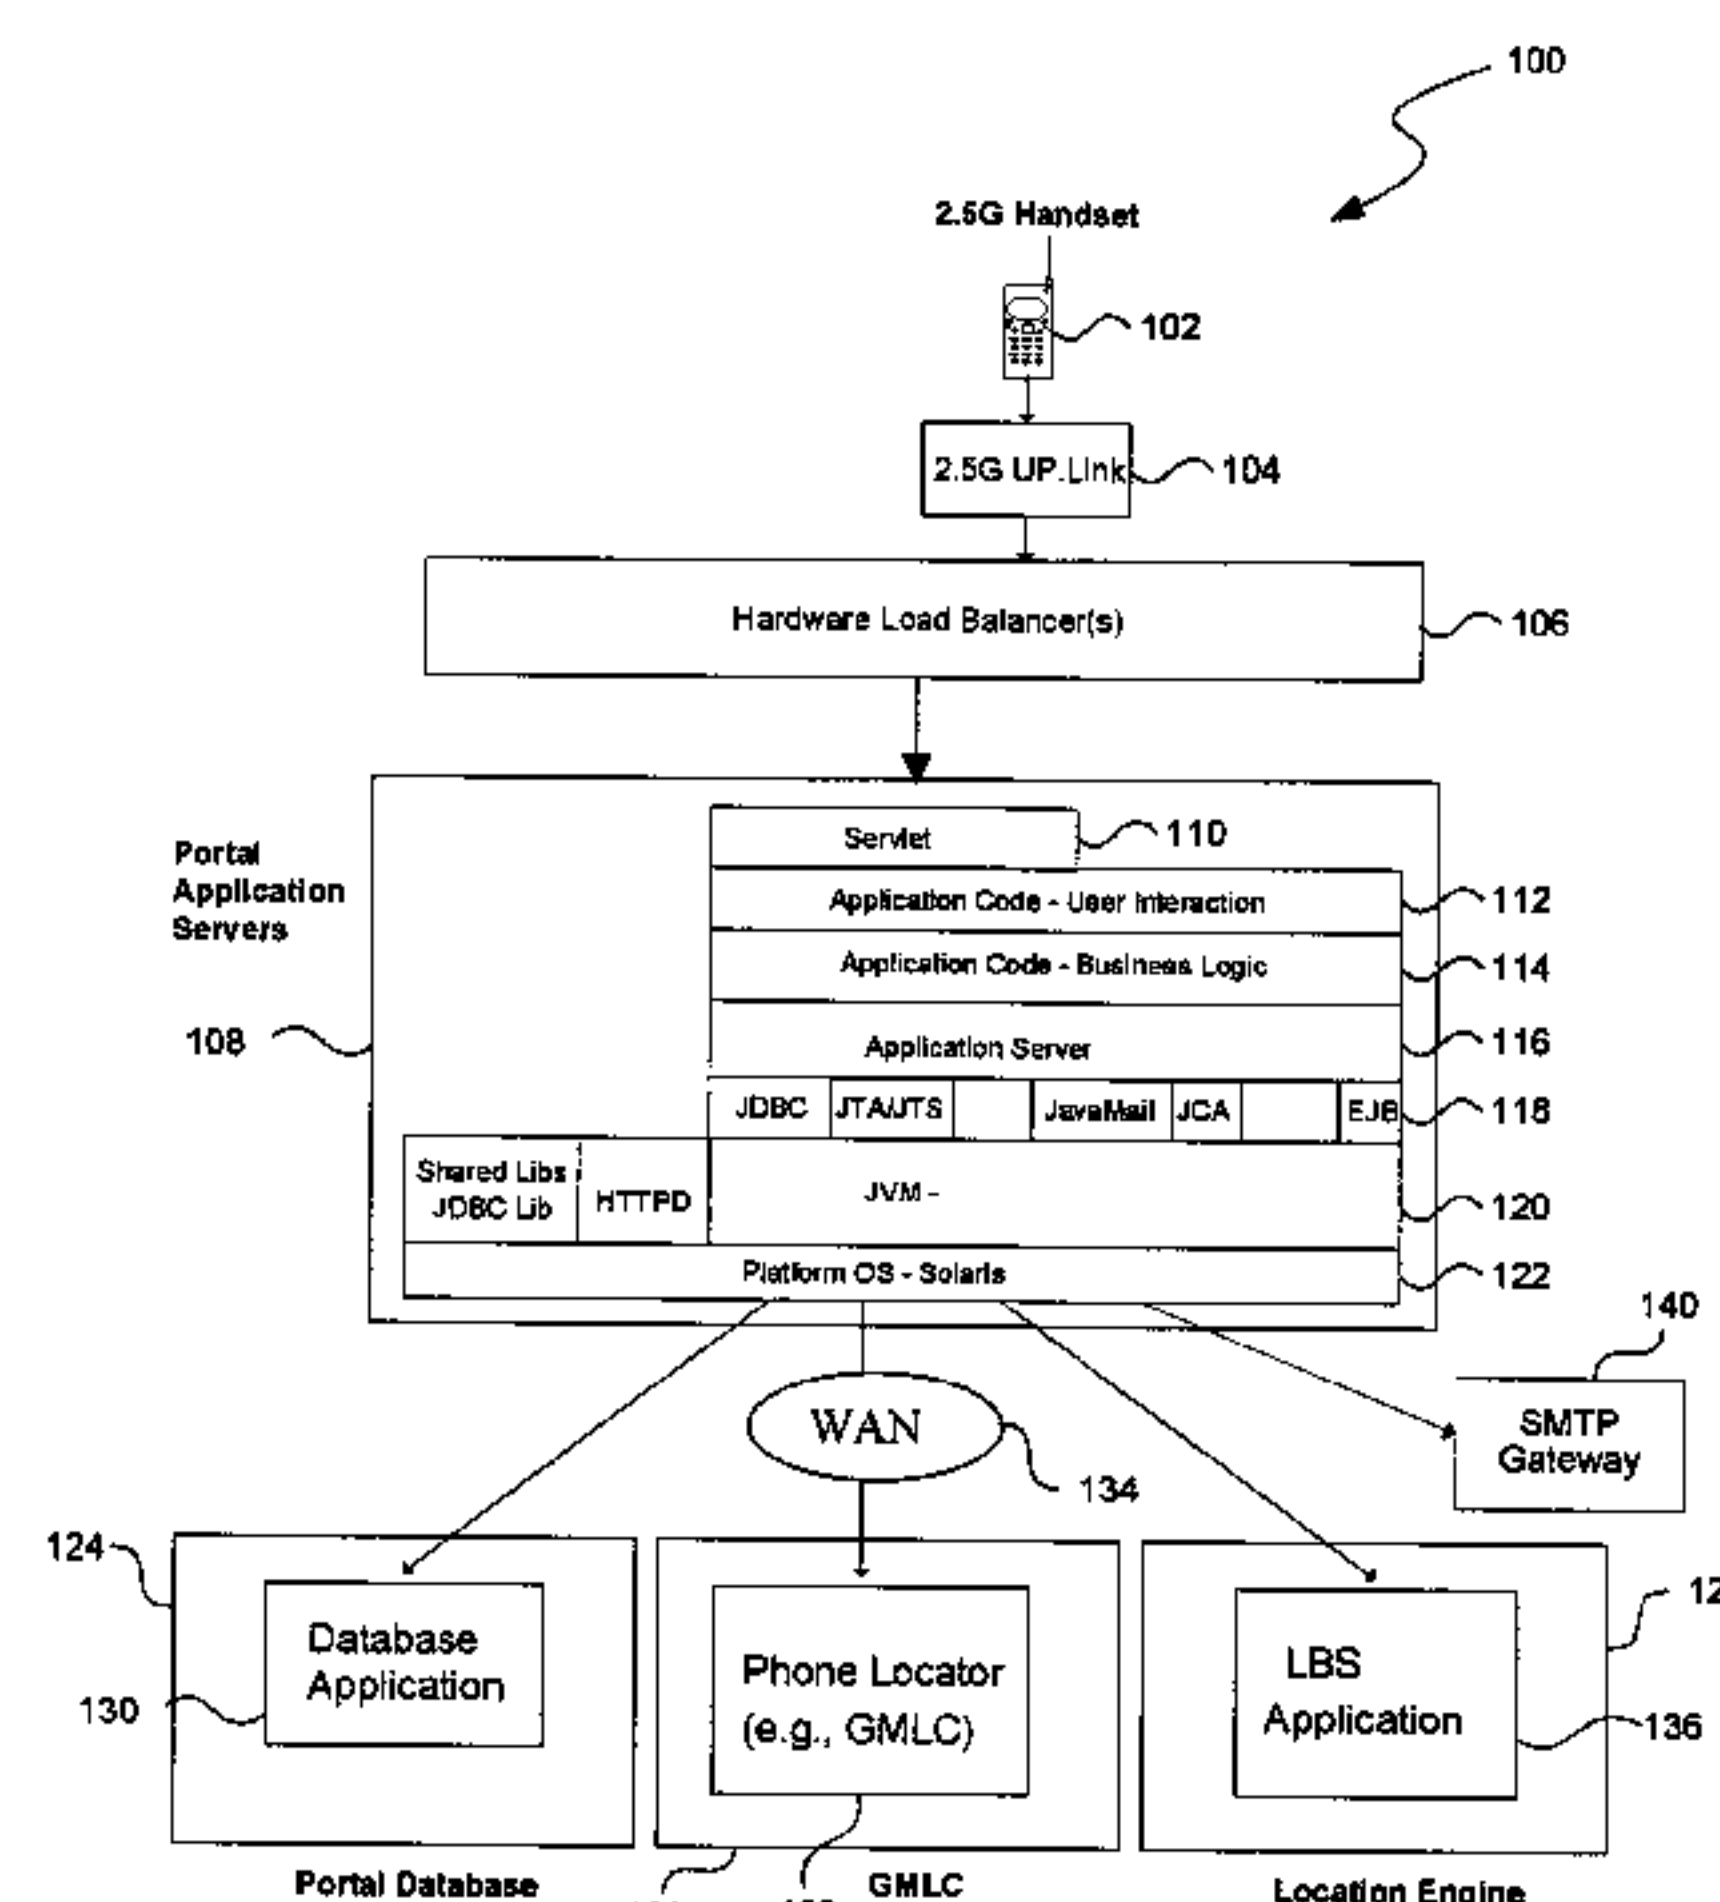 100
2.5G Handset
102
2.5G UP.Link
104
Hardware Load Balancer(s)
106
Portal
Application
Servers
108
Servlet
110
Application Code - User Interaction
112
Application Code - Business Logic
114
Application Server
116
JDBC JTA/JTS JavaMail JCA EJB
118
Shared Libs
JDBC Lib
HTTPD
JVM -
120
Platform OS - Solaris
122
140
SMTP
Gateway
WAN
134
124
Database
Application
130
Phone Locator
(e.g., GMLC)
LBS
Application
136
Portal Database
GMLC
Location Engine